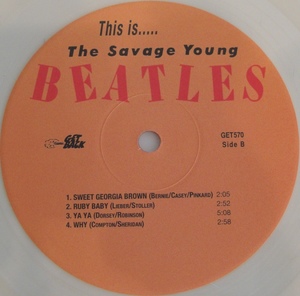 This is.....
The Savage Young
BEATLES
GET BACK
GET570
Side B
1. SWEET GEORGIA BROWN (Bernie/Casey/Pinkard) 2:05
2. RUBY BABY (Lieber/Stoller) 2:52
3. YA YA (Dorsey/Robinson) 5:08
4. WHY (Compton/Sheridan) 2:58